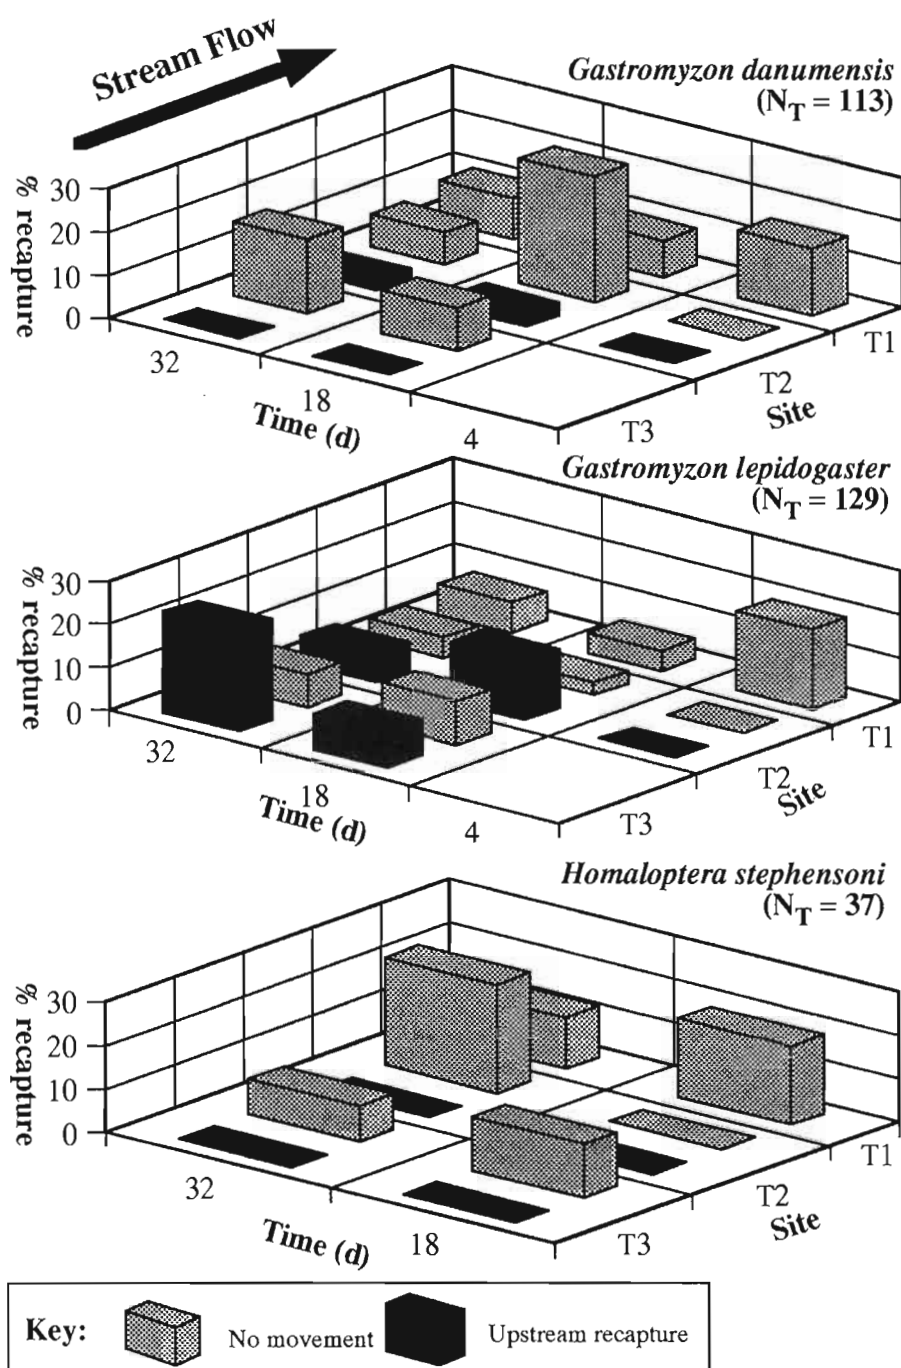 Stream Flow
Gastromyzon danumensis
(NT = 113)
% recapture
30
20
10
0
32
18
4
Time (d)
T3
T2
T1
Site
Gastromyzon lepidogaster
(NT = 129)
% recapture
30
20
10
0
32
18
4
Time (d)
T3
T2
T1
Site
Homaloptera stephensoni
(NT = 37)
% recapture
30
20
10
0
32
18
Time (d)
T3
T2
T1
Site
Key:
No movement
Upstream recapture